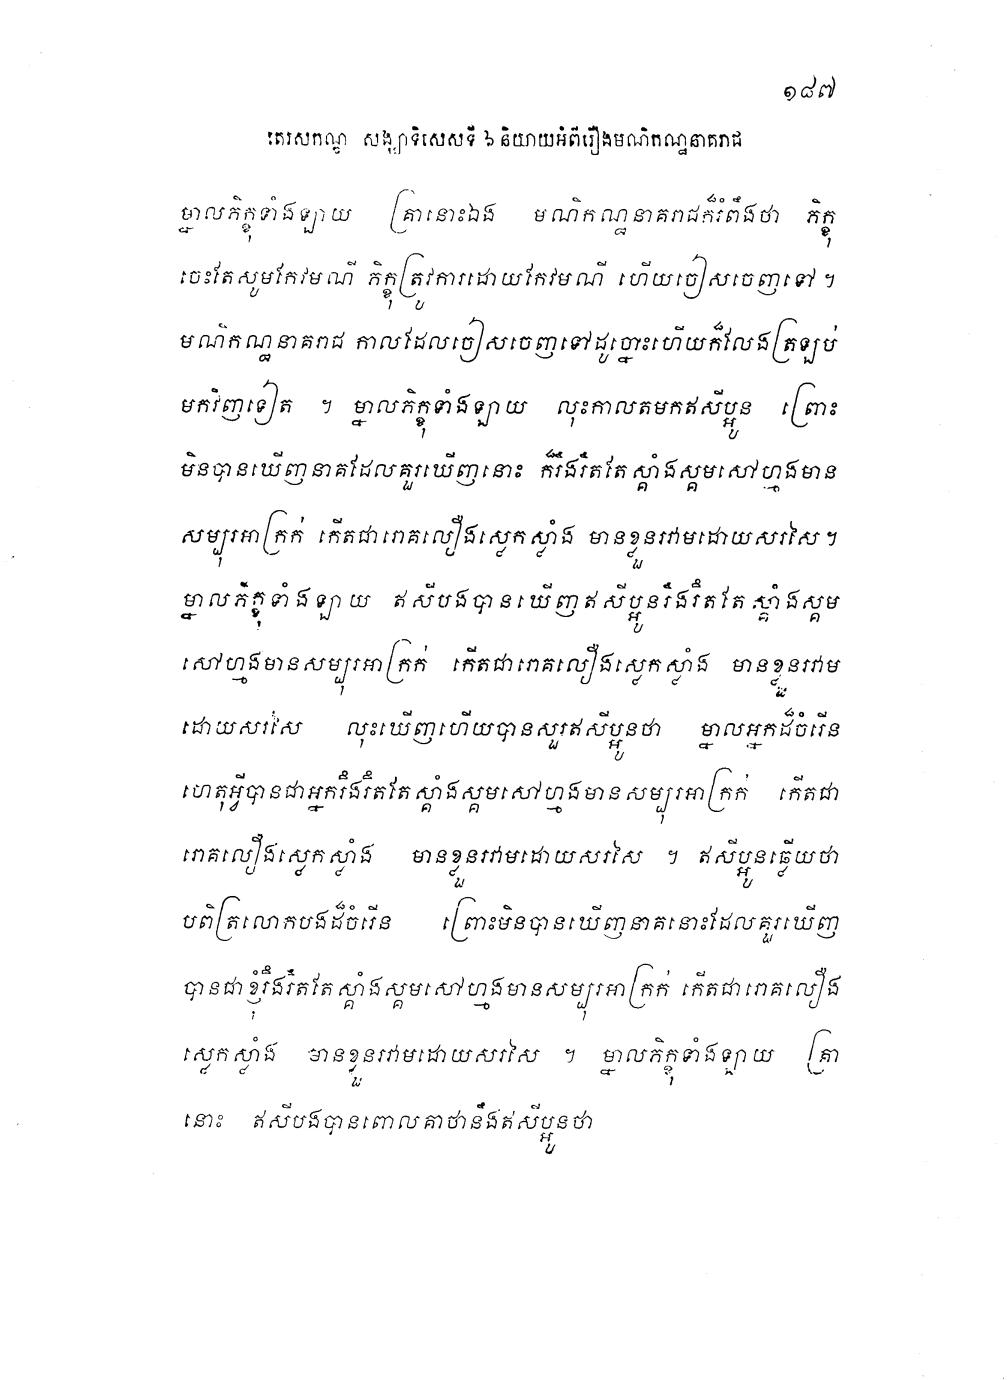 ១៨៧
តេរសកណ្ឌ សង្ឃាទិសេសទី ៦ និយាយអំពីរឿងមណិកណ្ឋនាគរាជ
ម្នាលភិក្ខុទាំងឡាយ គ្រានោះឯង មណិកណ្ឋនាគរាជក៏រំពឹងថា ភិក្ខុ
ចេះតែសូមកែវមណី ភិក្ខុត្រូវការដោយកែវមណី ហើយចៀសចេញទៅ ។
មណិកណ្ឋនាគរាជ កាលដែលចៀសចេញទៅដូច្នោះហើយក៏លែងត្រឡប់
មកវិញទៀត ។ ម្នាលភិក្ខុទាំងឡាយ លុះកាលតមកឥសីប្អូន ព្រោះ
មិនបានឃើញនាគដែលគួរឃើញនោះ ក៏រឹងរឹតតែស្គាំងស្គមសៅហ្មងមាន
សម្បុរអាក្រក់ កើតជារោគលឿងស្លេកស្លាំង មានខ្លួនរវាមដោយសរសៃ ។
ម្នាលភិក្ខុទាំងឡាយ ឥសីបងបានឃើញឥសីប្អូនរឹងរឹតតែស្គាំងស្គម
សៅហ្មងមានសម្បុរអាក្រក់ កើតជារោគលឿងស្លេកស្លាំង មានខ្លួនរវាម
ដោយសរសៃ លុះឃើញហើយបានសួរឥសីប្អូនថា ម្នាលអ្នកដ៏ចំរើន
ហេតុអ្វីបានជាអ្នករឹងរឹតតែស្គាំងស្គមសៅហ្មងមានសម្បុរអាក្រក់ កើតជា
រោគលឿងស្លេកស្លាំង មានខ្លួនរវាមដោយសរសៃ ។ ឥសីប្អូនឆ្លើយថា
បពិត្រលោកបងដ៏ចំរើន ព្រោះមិនបានឃើញនាគនោះដែលគួរឃើញ
បានជាខ្ញុំរឹងរឹតតែស្គាំងស្គមសៅហ្មងមានសម្បុរអាក្រក់ កើតជារោគលឿង
ស្លេកស្លាំង មានខ្លួនរវាមដោយសរសៃ ។ ម្នាលភិក្ខុទាំងឡាយ គ្រា
នោះ ឥសីបងបានពោលគាថានឹងឥសីប្អូនថា